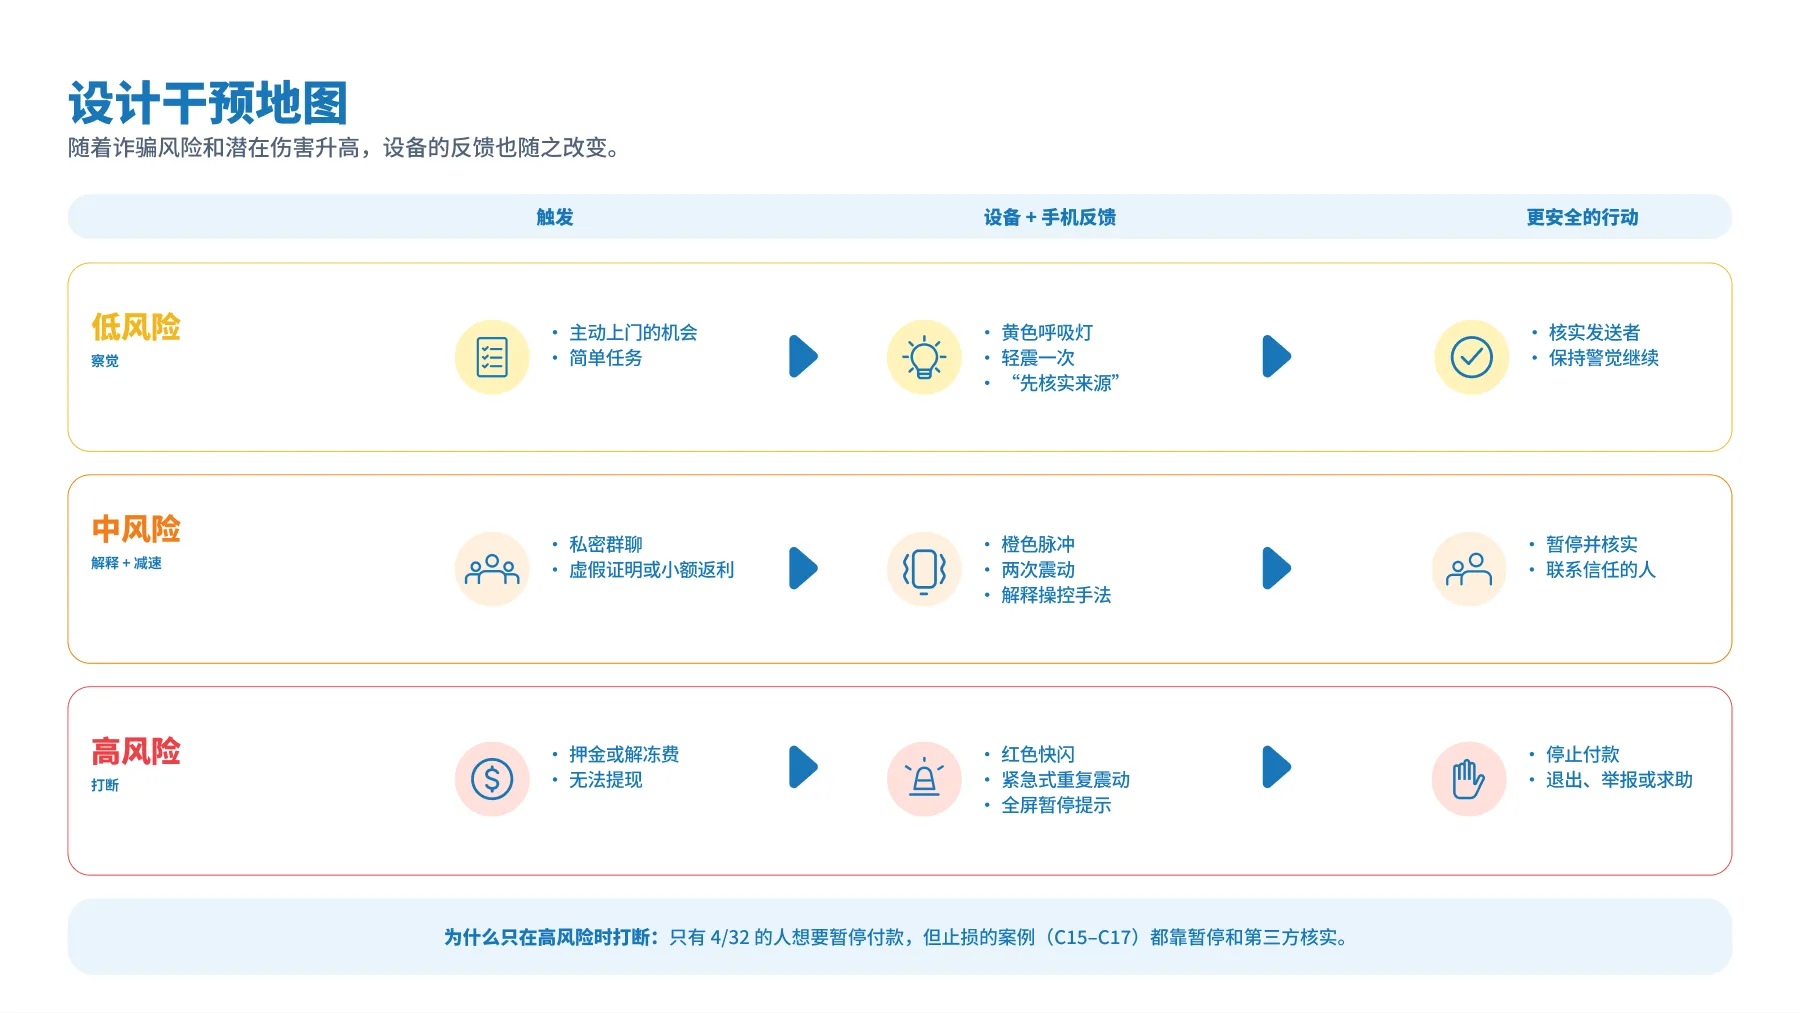 设计干预地图
随着诈骗风险和潜在伤害升高，设备的反馈也随之改变。
触发
设备 + 手机反馈
更安全的行动
低风险
察觉
• 主动上门的机会
• 简单任务
• 黄色呼吸灯
• 轻震一次
• “先核实来源”
• 核实发送者
• 保持警觉继续
中风险
解释 + 减速
• 私密群聊
• 虚假证明或小额返利
• 橙色脉冲
• 两次震动
• 解释操控手法
• 暂停并核实
• 联系信任的人
高风险
打断
• 押金或解冻费
• 无法提现
• 红色快闪
• 紧急式重复震动
• 全屏暂停提示
• 停止付款
• 退出、举报或求助
为什么只在高风险时打断：只有 4/32 的人想要暂停付款，但止损的案例（C15–C17）都靠暂停和第三方核实。